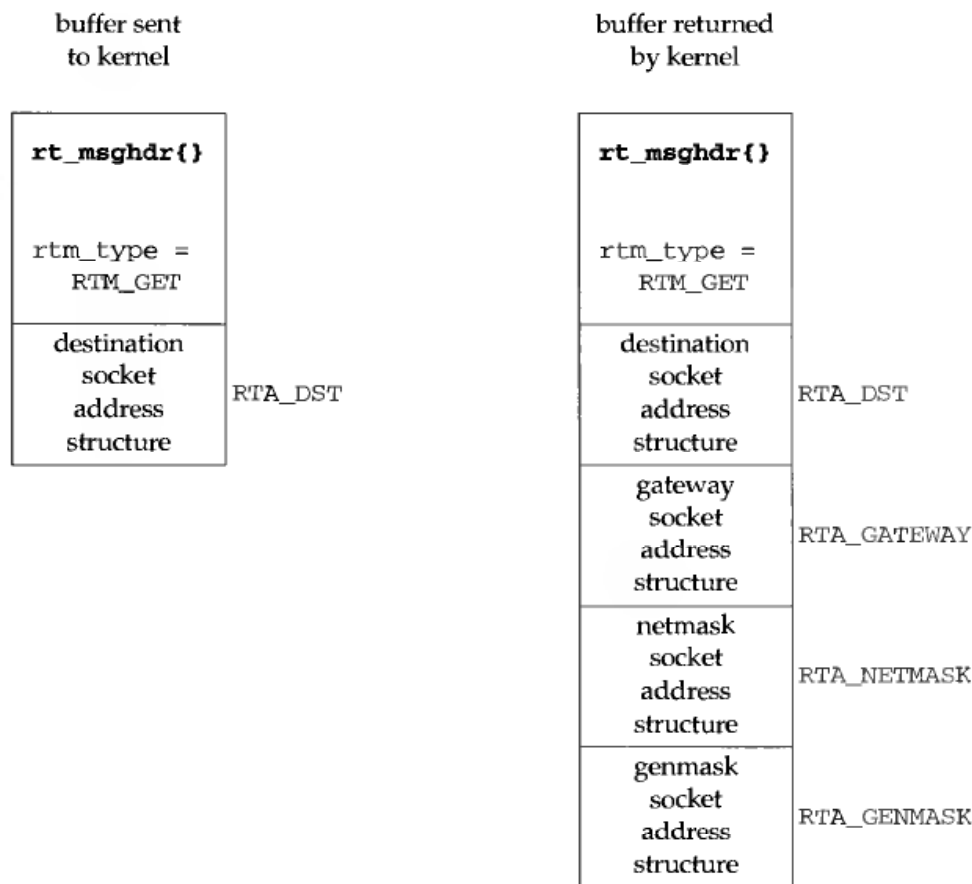 buffer sent
to kernel
rt_msghdr{}
rtm_type =
RTM_GET
destination
socket
address
structure
RTA_DST
buffer returned
by kernel
rt_msghdr{}
rtm_type =
RTM_GET
destination
socket
address
structure
RTA_DST
gateway
socket
address
structure
RTA_GATEWAY
netmask
socket
address
structure
RTA_NETMASK
genmask
socket
address
structure
RTA_GENMASK